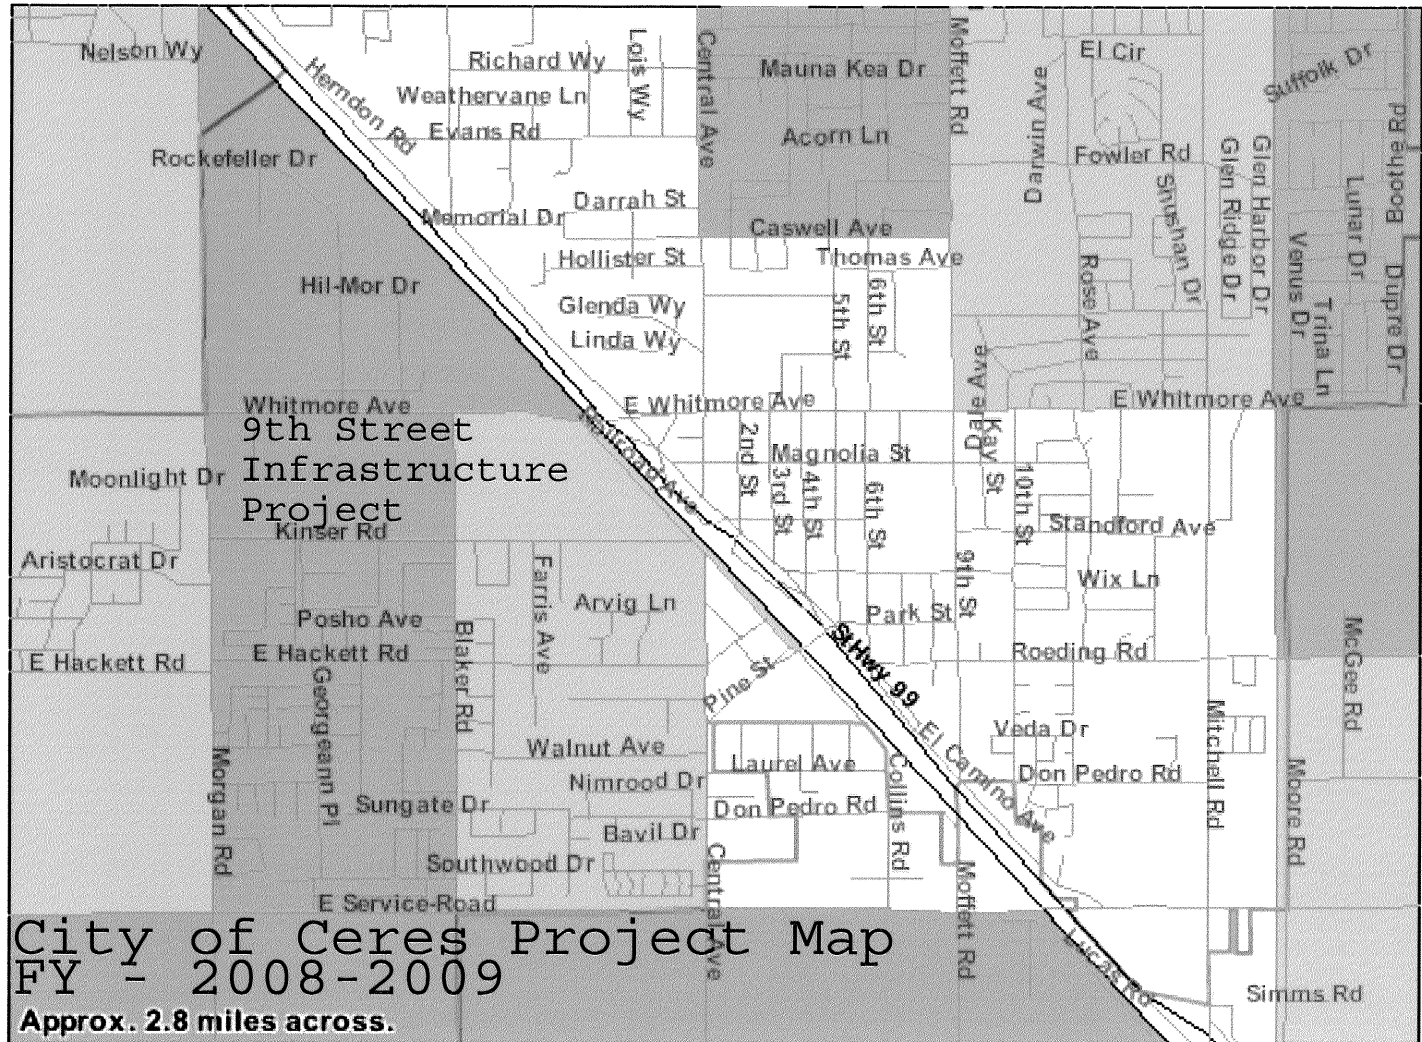 Nelson Wy
Herndon Rd
Richard Wy
Lois Wy
Central Ave
Mauna Kea Dr
Moffett Rd
El Cir
Suffolk Dr
Weathervane Ln
Evans Rd
Acorn Ln
Darwin Ave
Boothe Rd
Rockefeller Dr
Fowler Rd
Glen Ridge Dr
Glen Harbor Dr
Shushan Dr
Lunar Dr
Memorial Dr
Darrah St
Caswell Ave
Hollister St
Thomas Ave
Venus Dr
Hil-Mor Dr
Glenda Wy
5th St
6th St
Rose Ave
Trina Ln
Linda Wy
Whitmore Ave
E Whitmore Ave
E Whitmore Ave
9th Street
Infrastructure
Project
Railroad Ave
Moonlight Dr
2nd St
Magnolia St
3rd St
4th St
6th St
Kay St
10th St
Kinser Rd
Standford Ave
Aristocrat Dr
Farris Ave
Arvig Ln
9th St
Wix Ln
Posho Ave
Park St
E Hackett Rd
E Hackett Rd
Blaker Rd
St Hwy 99
Roeding Rd
McGee Rd
Georgeann Pl
Pine St
Mitchell Rd
Walnut Ave
El Camino Ave
Veda Dr
Morgan Rd
Nimrood Dr
Laurel Ave
Collins Rd
Don Pedro Rd
Moore Rd
Sungate Dr
Don Pedro Rd
Bavil Dr
Southwood Dr
Central Ave
Moffett Rd
E Service-Road
City of Ceres Project Map
FY - 2008-2009
Lucas Rd
Simms Rd
Approx. 2.8 miles across.